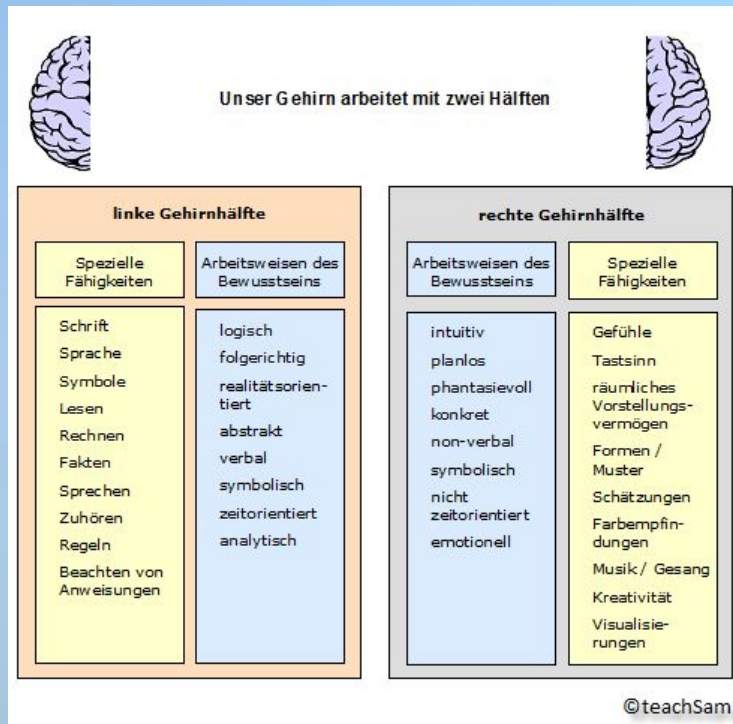 Unser Gehirn arbeitet mit zwei Hälften
linke Gehirnhälfte
Spezielle
Fähigkeiten
Schrift
Sprache
Symbole
Lesen
Rechnen
Fakten
Sprechen
Zuhören
Regeln
Beachten von
Anweisungen
Arbeitsweisen des
Bewusstseins
logisch
folgerichtig
realitätsorien-
tiert
abstrakt
verbal
symbolisch
zeitorientiert
analytisch
rechte Gehirnhälfte
Arbeitsweisen des
Bewusstseins
intuitiv
planlos
phantasievoll
konkret
non-verbal
symbolisch
nicht
zeitorientiert
emotionell
Spezielle
Fähigkeiten
Gefühle
Tastsinn
räumliches
Vorstellungs-
vermögen
Formen /
Muster
Schätzungen
Farbempfin-
dungen
Musik / Gesang
Kreativität
Visualisie-
rungen
©teachSam